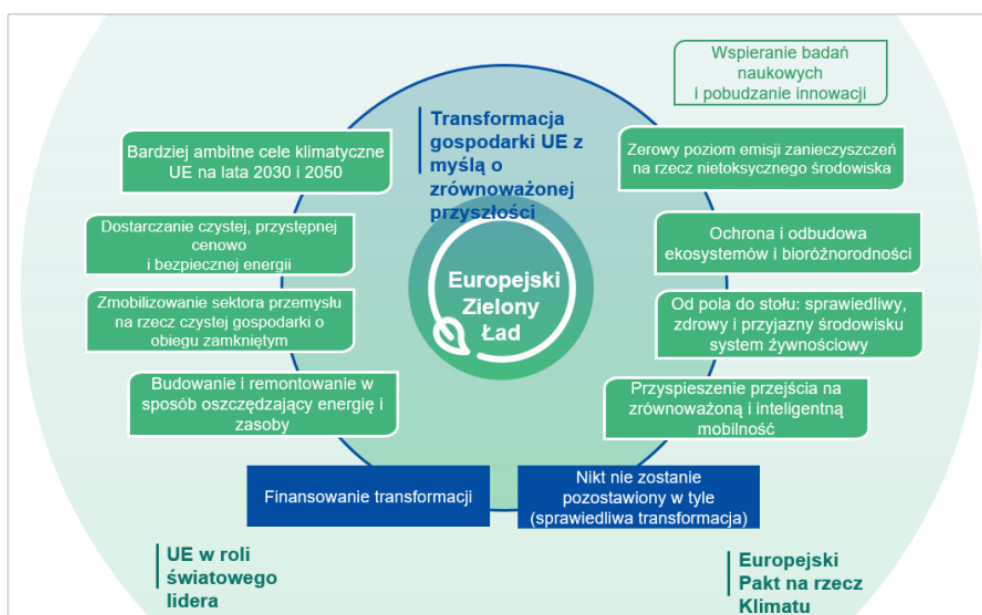 Wspieranie badań
naukowych
i pobudzanie innowacji
Transformacja
gospodarki UE z
myślą o
zrównoważonej
przyszłości
Bardziej ambitne cele klimatyczne
UE na lata 2030 i 2050
Zerowy poziom emisji zanieczyszczeń
na rzecz nietoksycznego środowiska
Dostarczanie czystej, przystępnej
cenowo
i bezpiecznej energii
Ochrona i odbudowa
ekosystemów i bioróżnorodności
Europejski
Zielony
Ład
Zmobilizowanie sektora przemysłu
na rzecz czystej gospodarki o
obiegu zamkniętym
Od pola do stołu: sprawiedliwy,
zdrowy i przyjazny środowisku
system żywnościowy
Budowanie i remontowanie w
sposób oszczędzający energię i
zasoby
Przyspieszenie przejścia na
zrównoważoną i inteligentną
mobilność
Finansowanie transformacji
Nikt nie zostanie
pozostawiony w tyle
(sprawiedliwa transformacja)
UE w roli
światowego
lidera
Europejski
Pakt na rzecz
Klimatu